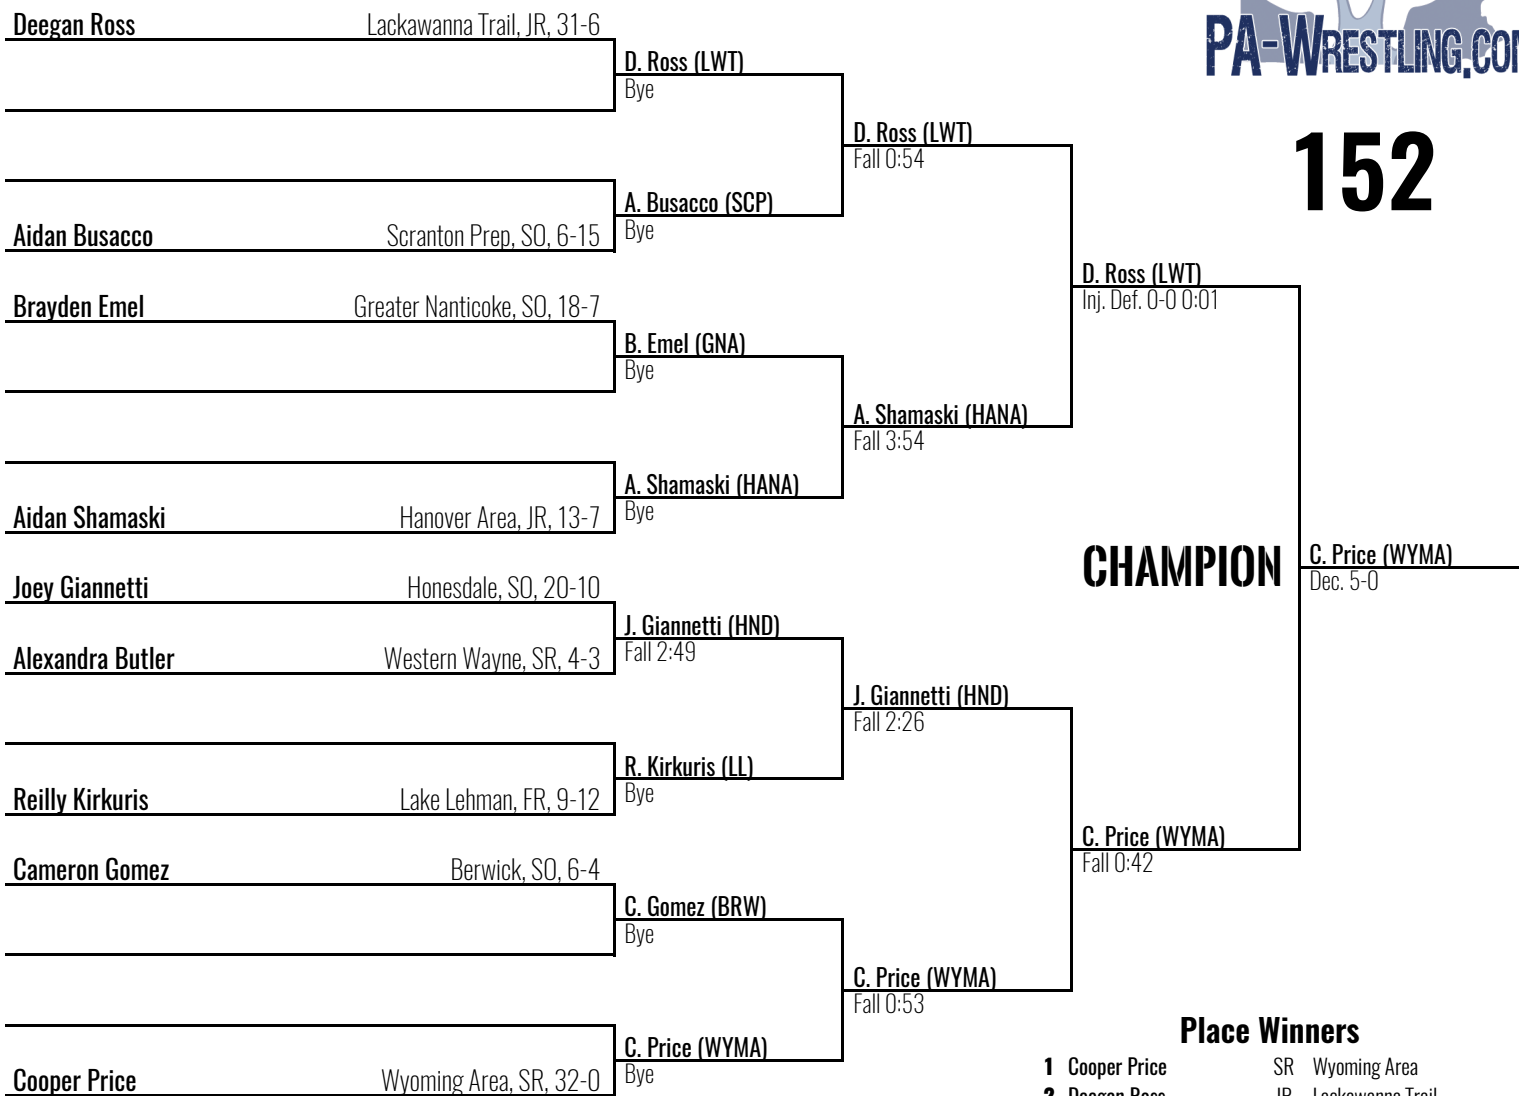 Deegan Ross Lackawanna Trail, JR, 31-6
PA-WRESTLING.COM
D. Ross (LWT)
Bye
D. Ross (LWT)
Fall 0:54
152
A. Busacco (SCP)
Bye
Aidan Busacco Scranton Prep, SO, 6-15
D. Ross (LWT)
Inj. Def. 0-0 0:01
Brayden Emel Greater Nanticoke, SO, 18-7
B. Emel (GNA)
Bye
A. Shamaski (HANA)
Fall 3:54
A. Shamaski (HANA)
Bye
Aidan Shamaski Hanover Area, JR, 13-7
CHAMPION
C. Price (WYMA)
Dec. 5-0
Joey Giannetti Honesdale, SO, 20-10
J. Giannetti (HND)
Fall 2:49
Alexandra Butler Western Wayne, SR, 4-3
J. Giannetti (HND)
Fall 2:26
R. Kirkuris (LL)
Bye
Reilly Kirkuris Lake Lehman, FR, 9-12
C. Price (WYMA)
Fall 0:42
Cameron Gomez Berwick, SO, 6-4
C. Gomez (BRW)
Bye
C. Price (WYMA)
Fall 0:53
Place Winners
C. Price (WYMA)
Bye
1 Cooper Price SR Wyoming Area
Cooper Price Wyoming Area, SR, 32-0
2 Deegan Ross JR Lackawanna Trail